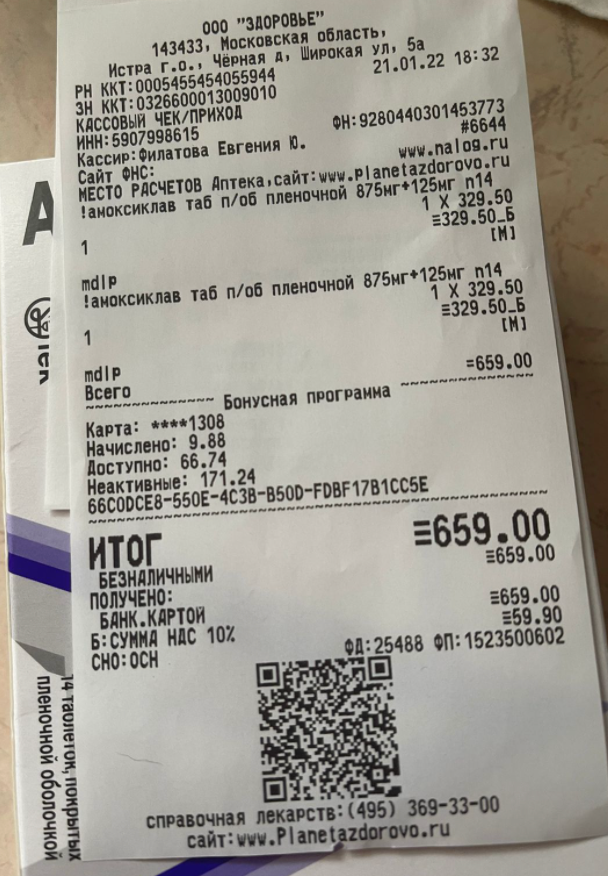 ООО "ЗДОРОВЬЕ"
143433, Московская область,
Истра г.о., Чёрная д, Широкая ул, 5а
РН ККТ:0005455454055944 21.01.22 18:32
ЗН ККТ:0326600013009010
КАССОВЫЙ ЧЕК/ПРИХОД
ИНН:5907998615 ФН:9280440301453773
Кассир:Филатова Евгения Ю. #6644
Сайт ФНС: www.nalog.ru
МЕСТО РАСЧЕТОВ Аптека,сайт:www.planetazdorovo.ru
!амоксиклав таб п/об пленочной 875мг+125мг n14
1 X 329.50
≡329.50_Б
1 [M]
mdlp
!амоксиклав таб п/об пленочной 875мг+125мг n14
1 X 329.50
≡329.50_Б
1 [M]
mdlp
Всего =659.00
~~~~~~~~~~~~~ Бонусная программа ~~~~~~~~~~~~~
Карта: ****1308
Начислено: 9.88
Доступно: 66.74
Неактивные: 171.24
66C0DCE8-550E-4C3B-B50D-FDBF17B1CC5E
~~~~~~~~~~~~~~~~~~~~~~~~~~~~~~~~~~~~~~~~~~~~~~
ИТОГ ≡659.00
БЕЗНАЛИЧНЫМИ ≡659.00
ПОЛУЧЕНО:
БАНК.КАРТОЙ ≡659.00
Б:СУММА НДС 10% ≡59.90
СНО:ОСН ФД:25488 ФП:1523500602
справочная лекарств:(495) 369-33-00
сайт:www.Planetazdorovo.ru
А
lek
14 таблеток, покрытых
пленочной оболочкой